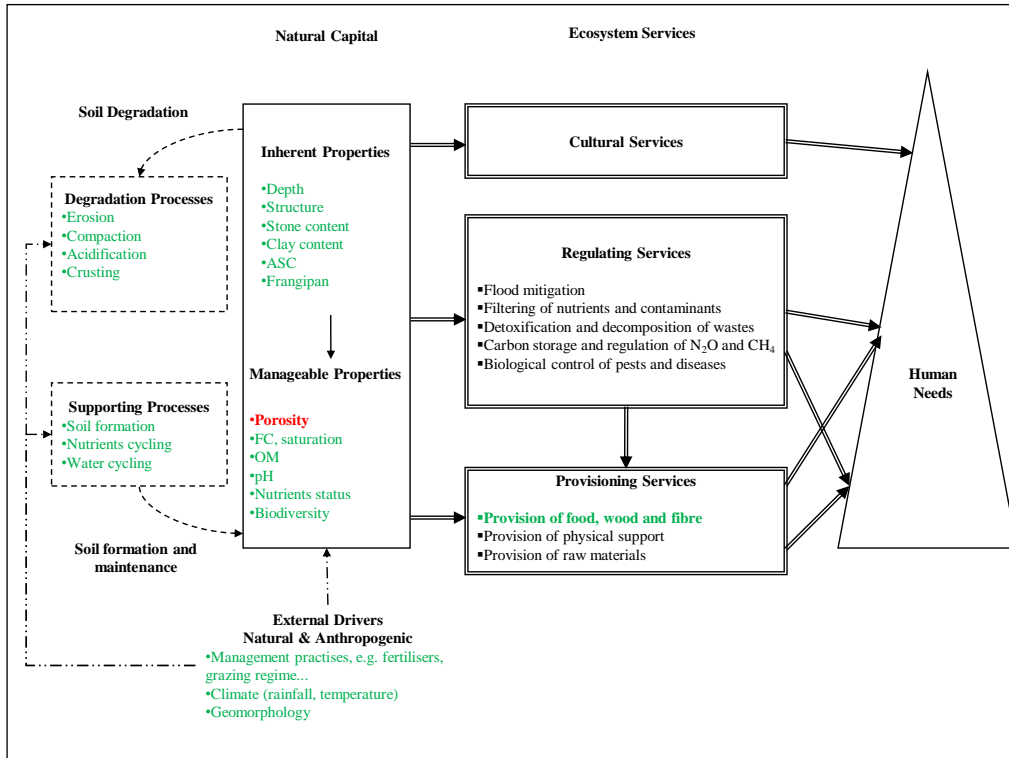 Natural Capital
Ecosystem Services
Soil Degradation
Degradation Processes
•Erosion
•Compaction
•Acidification
•Crusting
Supporting Processes
•Soil formation
•Nutrients cycling
•Water cycling
Soil formation and
maintenance
Inherent Properties
•Depth
•Structure
•Stone content
•Clay content
•ASC
•Frangipan
Manageable Properties
•Porosity
•FC, saturation
•OM
•pH
•Nutrients status
•Biodiversity
External Drivers
Natural & Anthropogenic
•Management practises, e.g. fertilisers,
grazing regime...
•Climate (rainfall, temperature)
•Geomorphology
Cultural Services
Regulating Services
▪Flood mitigation
▪Filtering of nutrients and contaminants
▪Detoxification and decomposition of wastes
▪Carbon storage and regulation of N₂O and CH₄
▪Biological control of pests and diseases
Provisioning Services
▪Provision of food, wood and fibre
▪Provision of physical support
▪Provision of raw materials
Human
Needs